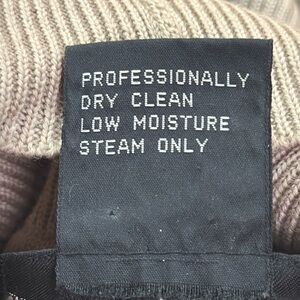 PROFESSIONALLY
DRY CLEAN
LOW MOISTURE
STEAM ONLY